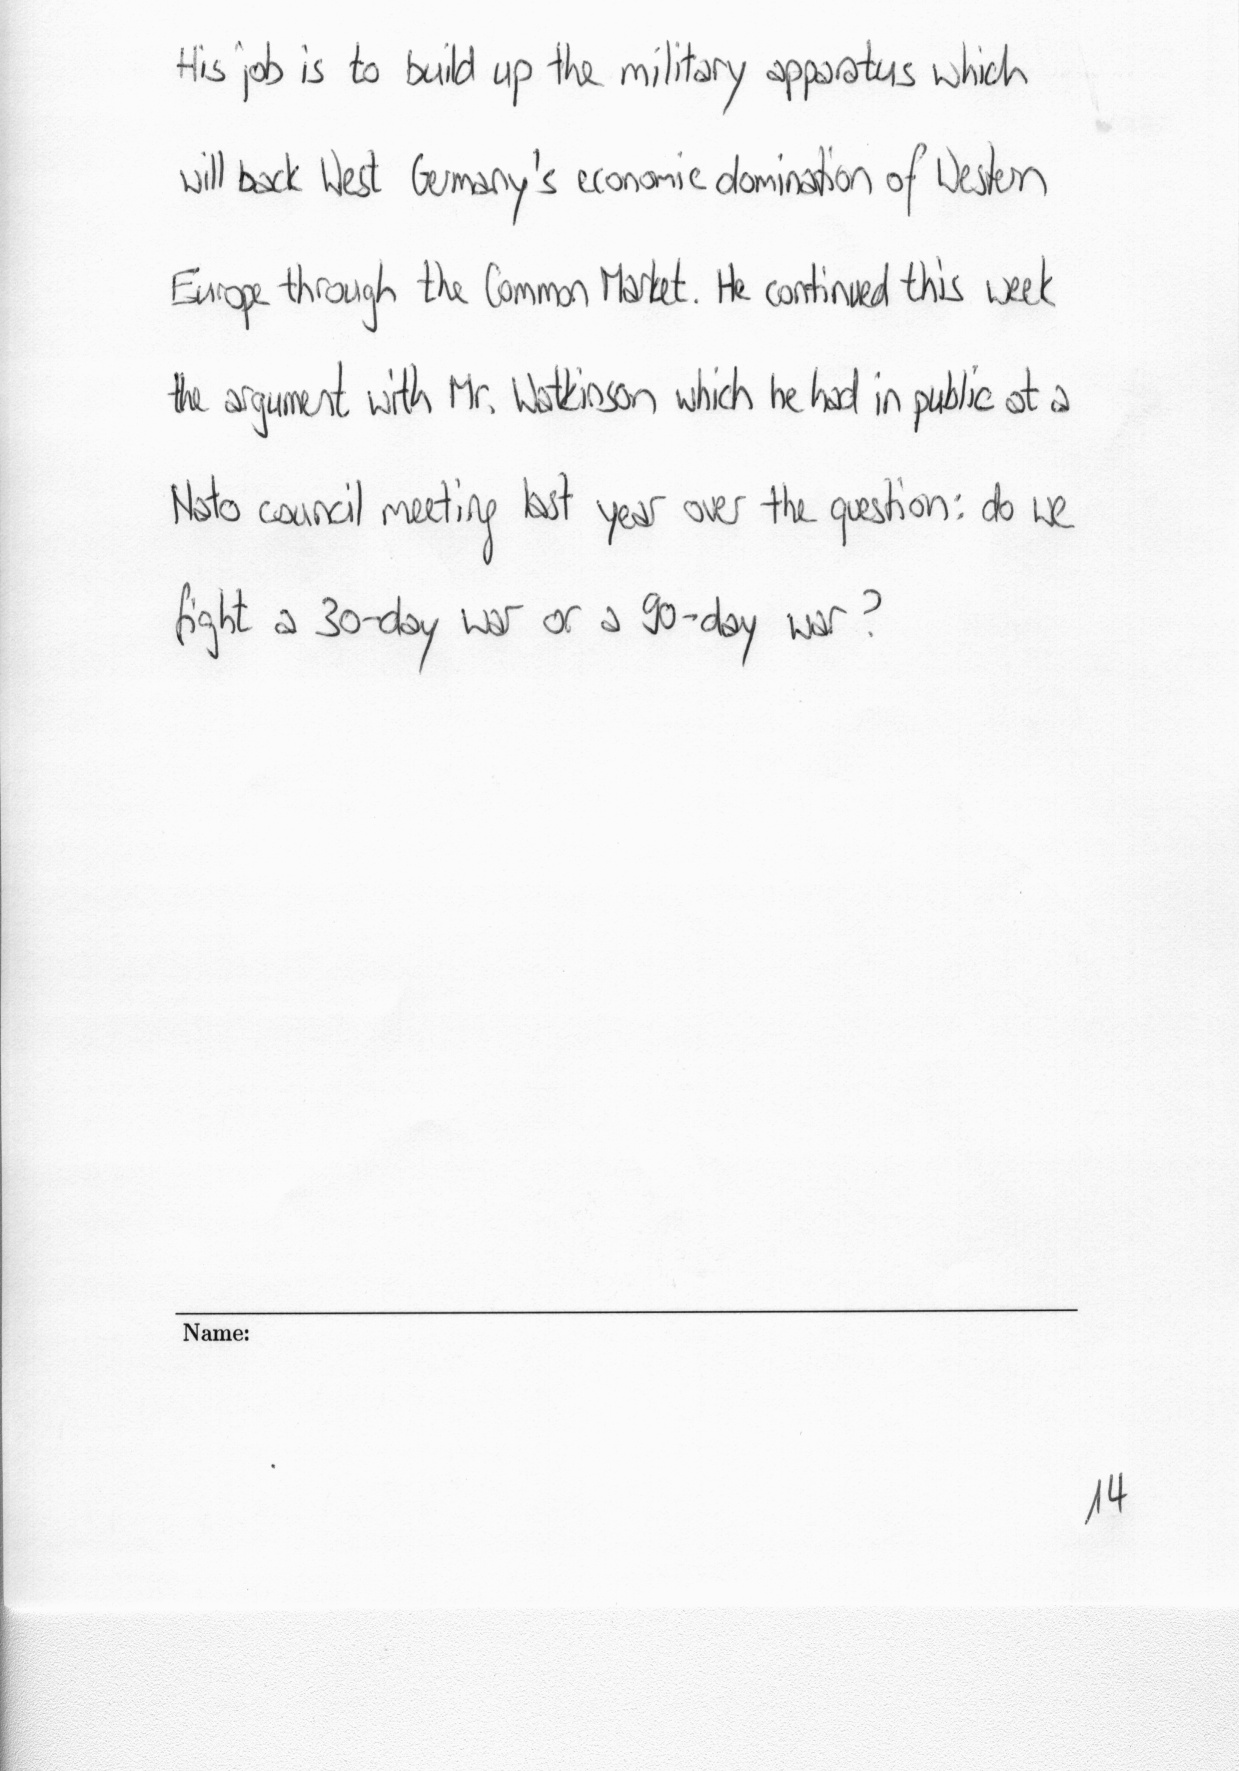 His job is to build up the military apparatus which
will back West Germany's economic domination of Western
Europe through the Common Market. He continued this week
the argument with Mr. Watkinson which he had in public at a
Nato council meeting last year over the question: do we
fight a 30-day war or a 90-day war?
Name:
14